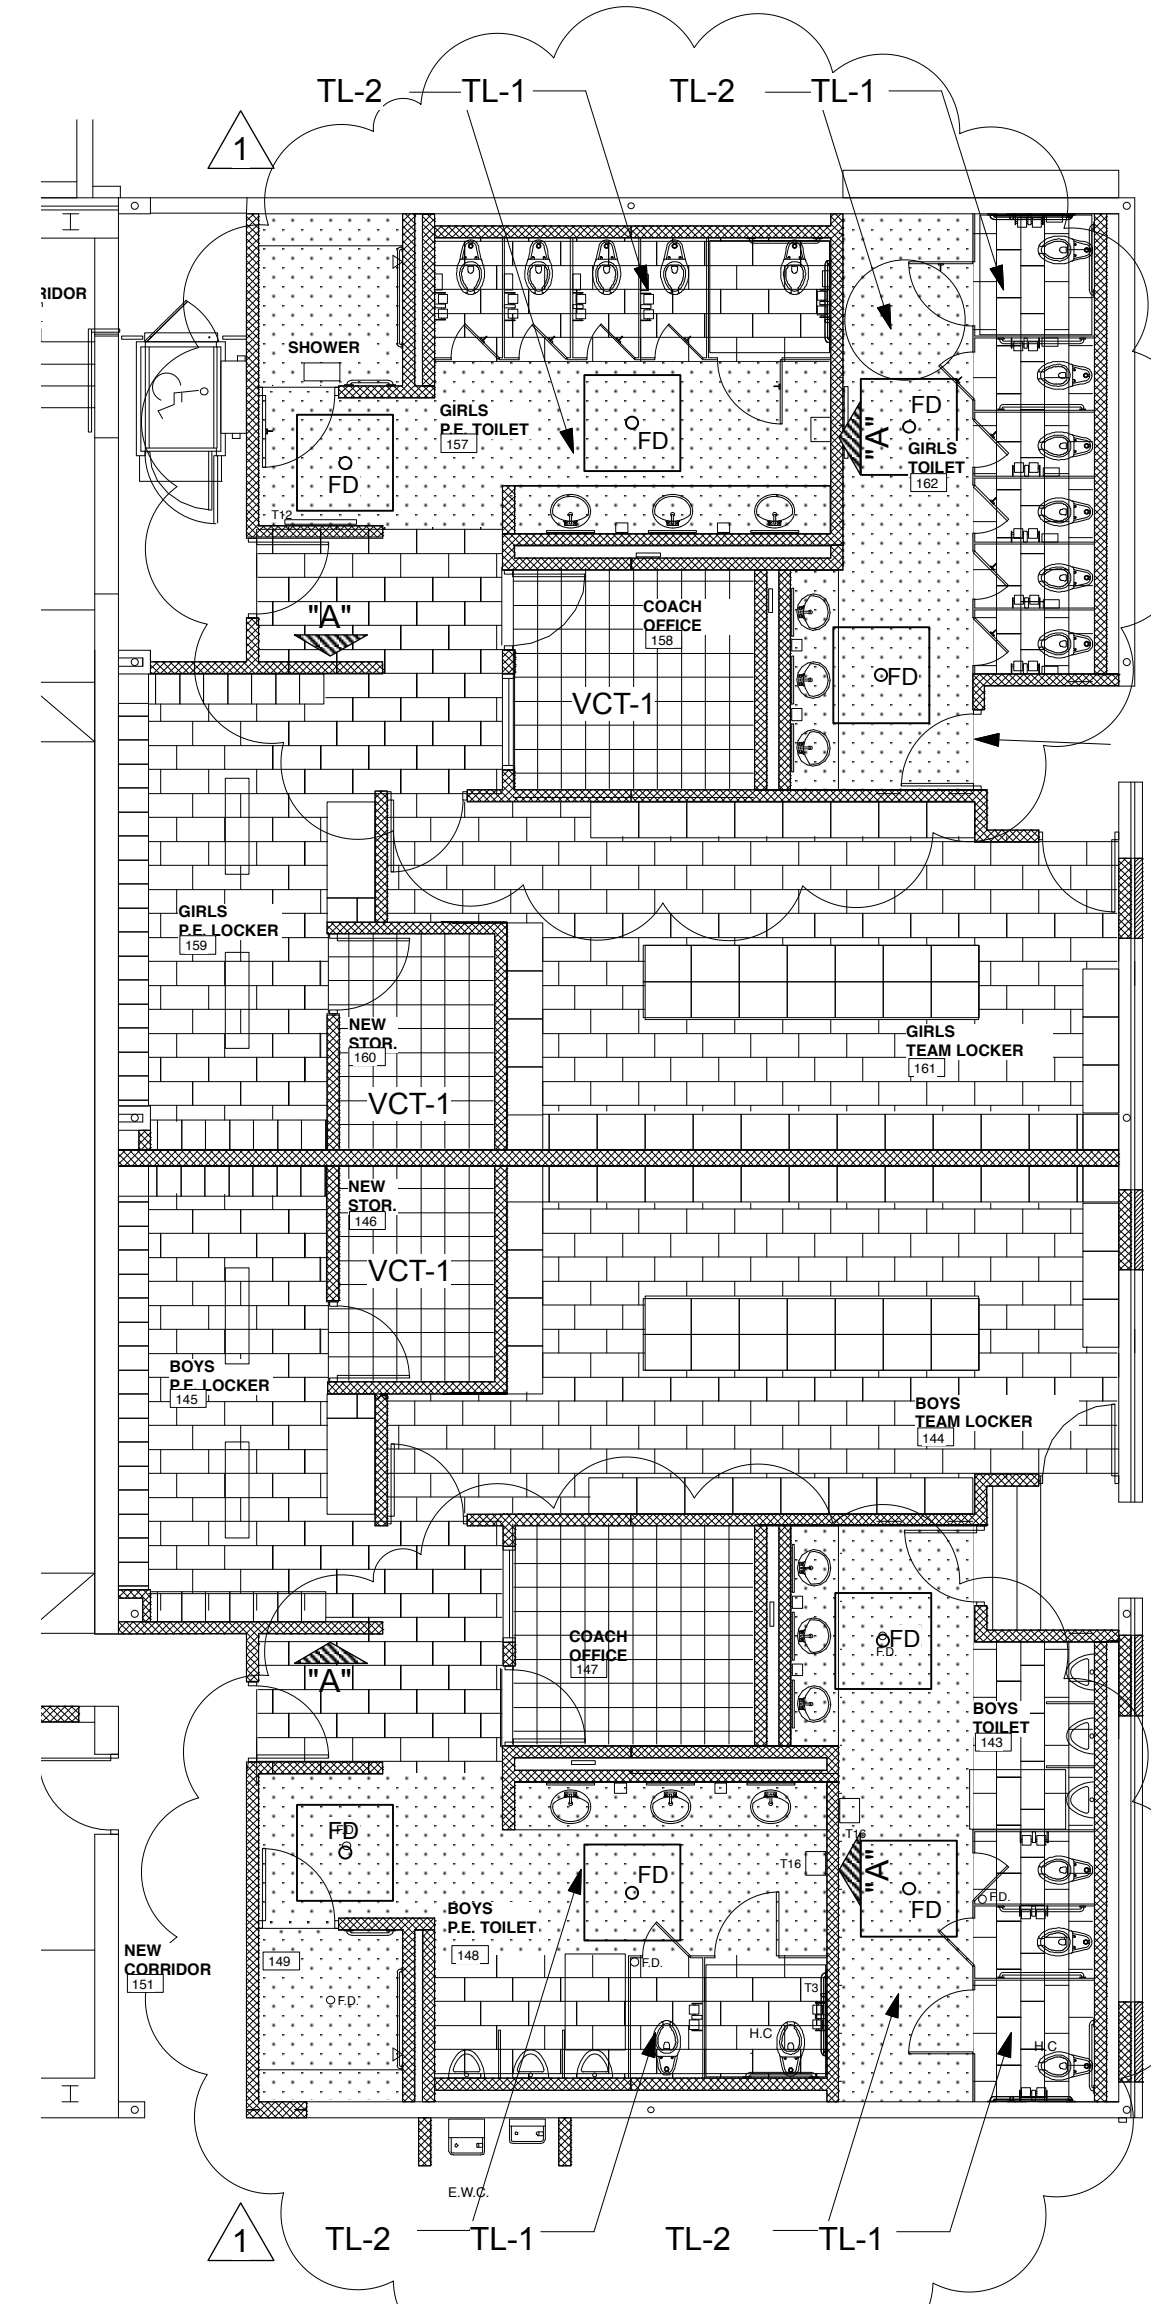 TL-2 TL-1 TL-2 TL-1
1
RIDOR
SHOWER
GIRLS
P.E. TOILET
157
FD
FD
FD
"A"
GIRLS
TOILET
162
T12
"A"
COACH
OFFICE
158
VCT-1
FD
GIRLS
P.E. LOCKER
159
NEW
STOR.
160
VCT-1
GIRLS
TEAM LOCKER
161
NEW
STOR.
146
VCT-1
BOYS
P.E. LOCKER
145
BOYS
TEAM LOCKER
144
COACH
OFFICE
147
FD
F.D.
"A"
BOYS
TOILET
143
FD
F.D.
T16
T16
"A"
FD
FD
F.D.
BOYS
P.E. TOILET
148
F.D.
NEW
CORRIDOR
151
149
F.D.
T3
H.C
H.C
E.W.C.
1
TL-2 TL-1 TL-2 TL-1